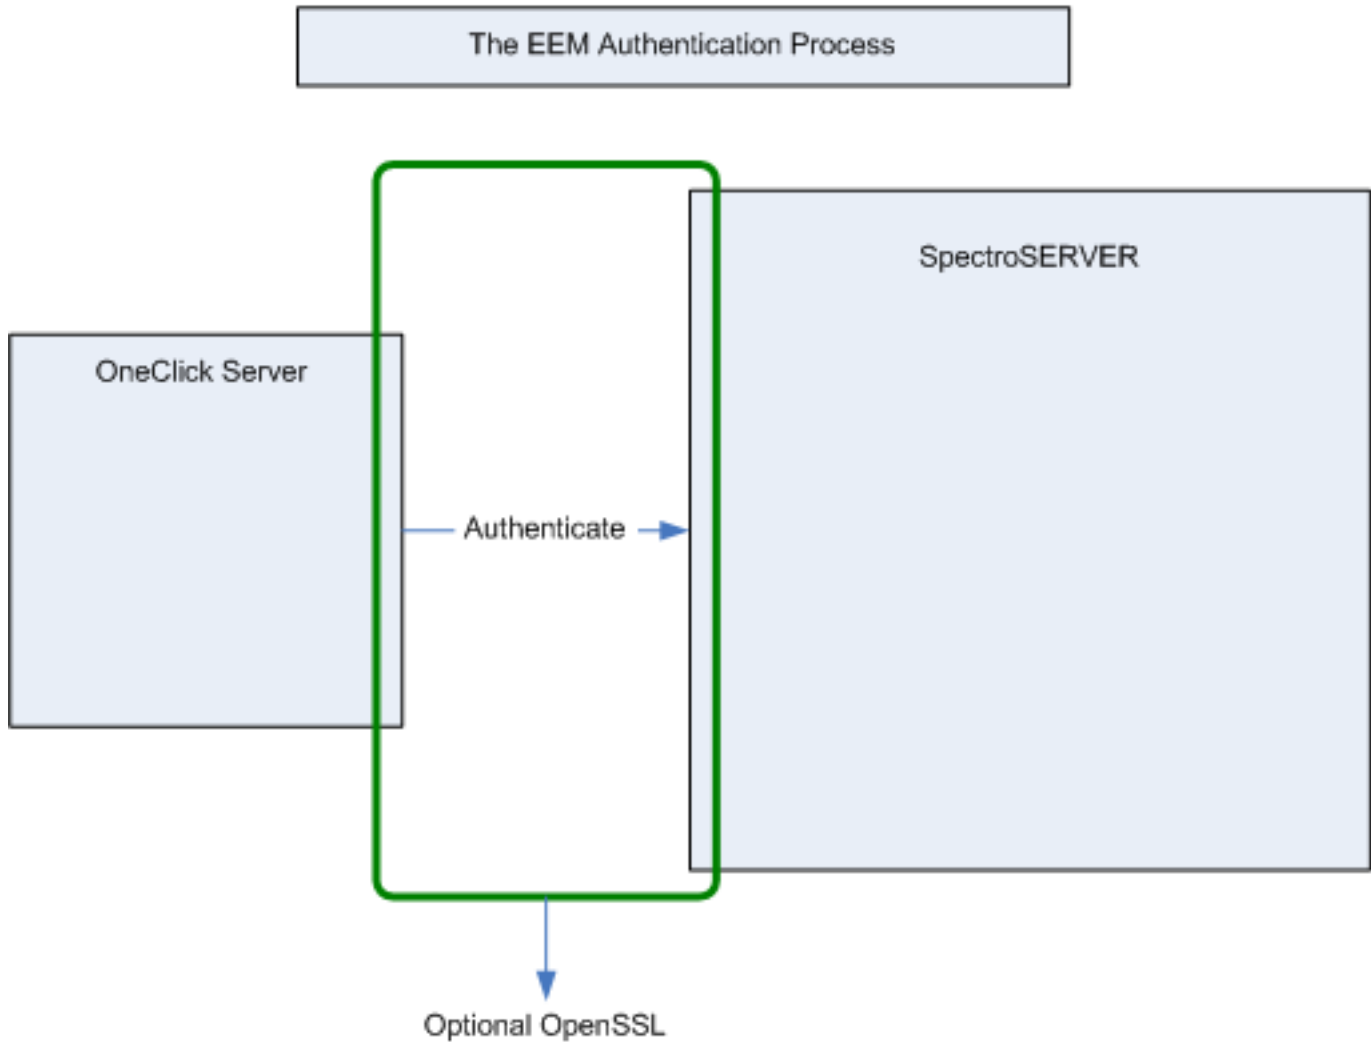 The EEM Authentication Process
SpectroSERVER
OneClick Server
Authenticate
Optional OpenSSL